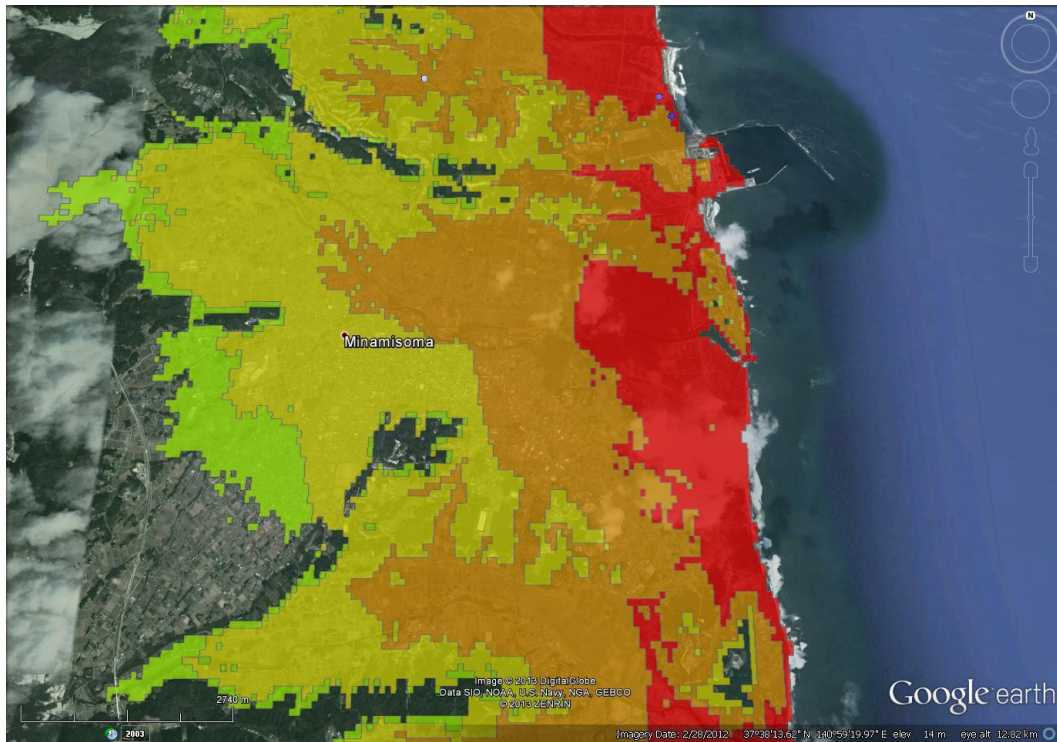 N
Minamisoma
2740 m
Image © 2013 DigitalGlobe
Data SIO, NOAA, U.S. Navy, NGA, GEBCO
© 2013 ZENRIN
Google earth
2003
Imagery Date: 2/28/2012 37°38'13.62" N 140°59'19.97" E elev 14 m eye alt 12.82 km